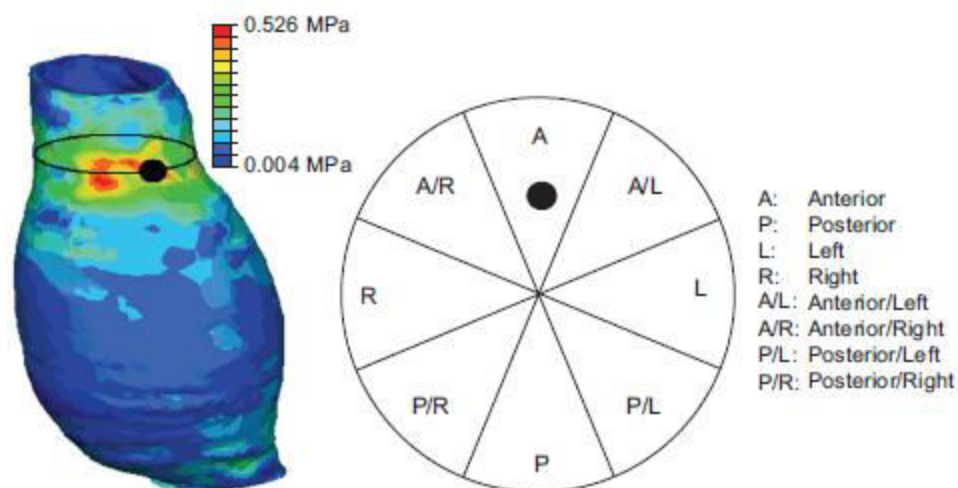 0.526 MPa
0.004 MPa
A
A/R
A/L
R
L
P/R
P/L
P
A: Anterior
P: Posterior
L: Left
R: Right
A/L: Anterior/Left
A/R: Anterior/Right
P/L: Posterior/Left
P/R: Posterior/Right